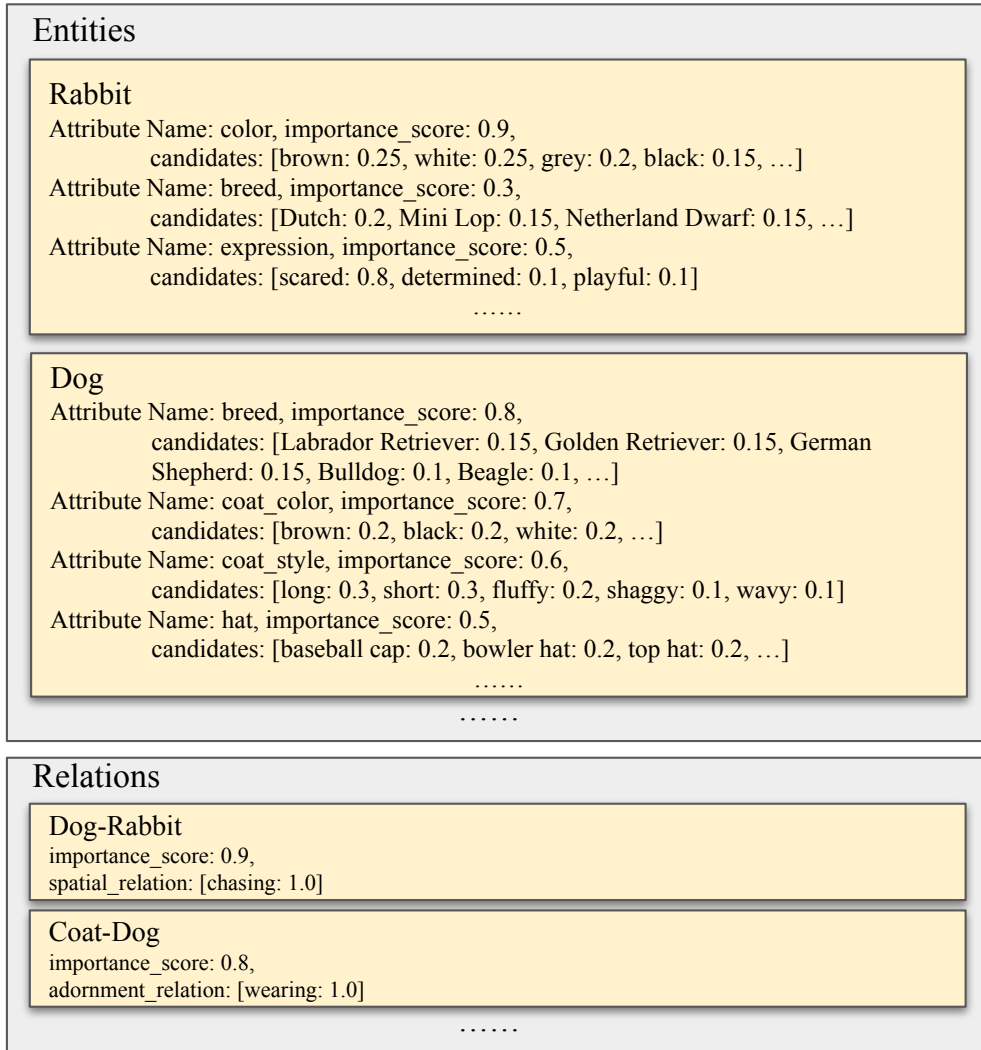 Entities
Rabbit
Attribute Name: color, importance_score: 0.9,
candidates: [brown: 0.25, white: 0.25, grey: 0.2, black: 0.15, …]
Attribute Name: breed, importance_score: 0.3,
candidates: [Dutch: 0.2, Mini Lop: 0.15, Netherland Dwarf: 0.15, …]
Attribute Name: expression, importance_score: 0.5,
candidates: [scared: 0.8, determined: 0.1, playful: 0.1]
……
Dog
Attribute Name: breed, importance_score: 0.8,
candidates: [Labrador Retriever: 0.15, Golden Retriever: 0.15, German
Shepherd: 0.15, Bulldog: 0.1, Beagle: 0.1, …]
Attribute Name: coat_color, importance_score: 0.7,
candidates: [brown: 0.2, black: 0.2, white: 0.2, …]
Attribute Name: coat_style, importance_score: 0.6,
candidates: [long: 0.3, short: 0.3, fluffy: 0.2, shaggy: 0.1, wavy: 0.1]
Attribute Name: hat, importance_score: 0.5,
candidates: [baseball cap: 0.2, bowler hat: 0.2, top hat: 0.2, …]
……
……
Relations
Dog-Rabbit
importance_score: 0.9,
spatial_relation: [chasing: 1.0]
Coat-Dog
importance_score: 0.8,
adornment_relation: [wearing: 1.0]
……